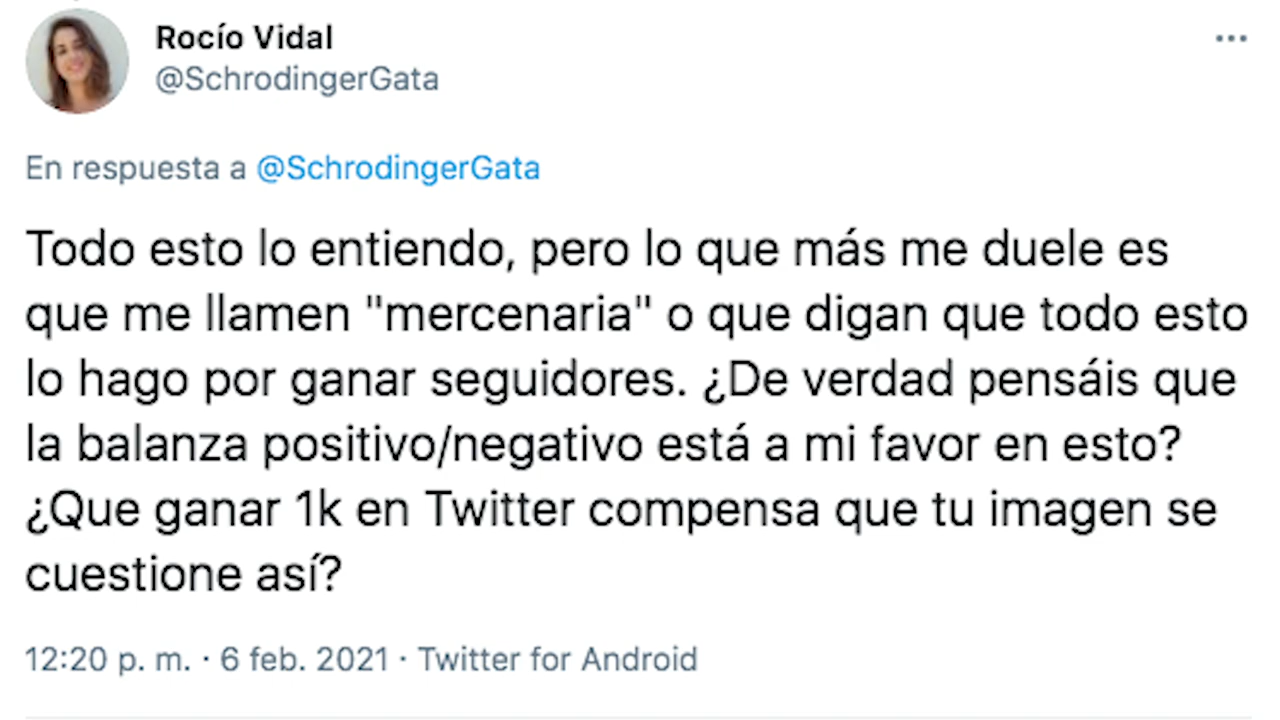 Rocío Vidal
@SchrodingerGata
En respuesta a @SchrodingerGata
Todo esto lo entiendo, pero lo que más me duele es
que me llamen "mercenaria" o que digan que todo esto
lo hago por ganar seguidores. ¿De verdad pensáis que
la balanza positivo/negativo está a mi favor en esto?
¿Que ganar 1k en Twitter compensa que tu imagen se
cuestione así?
12:20 p. m. · 6 feb. 2021 · Twitter for Android